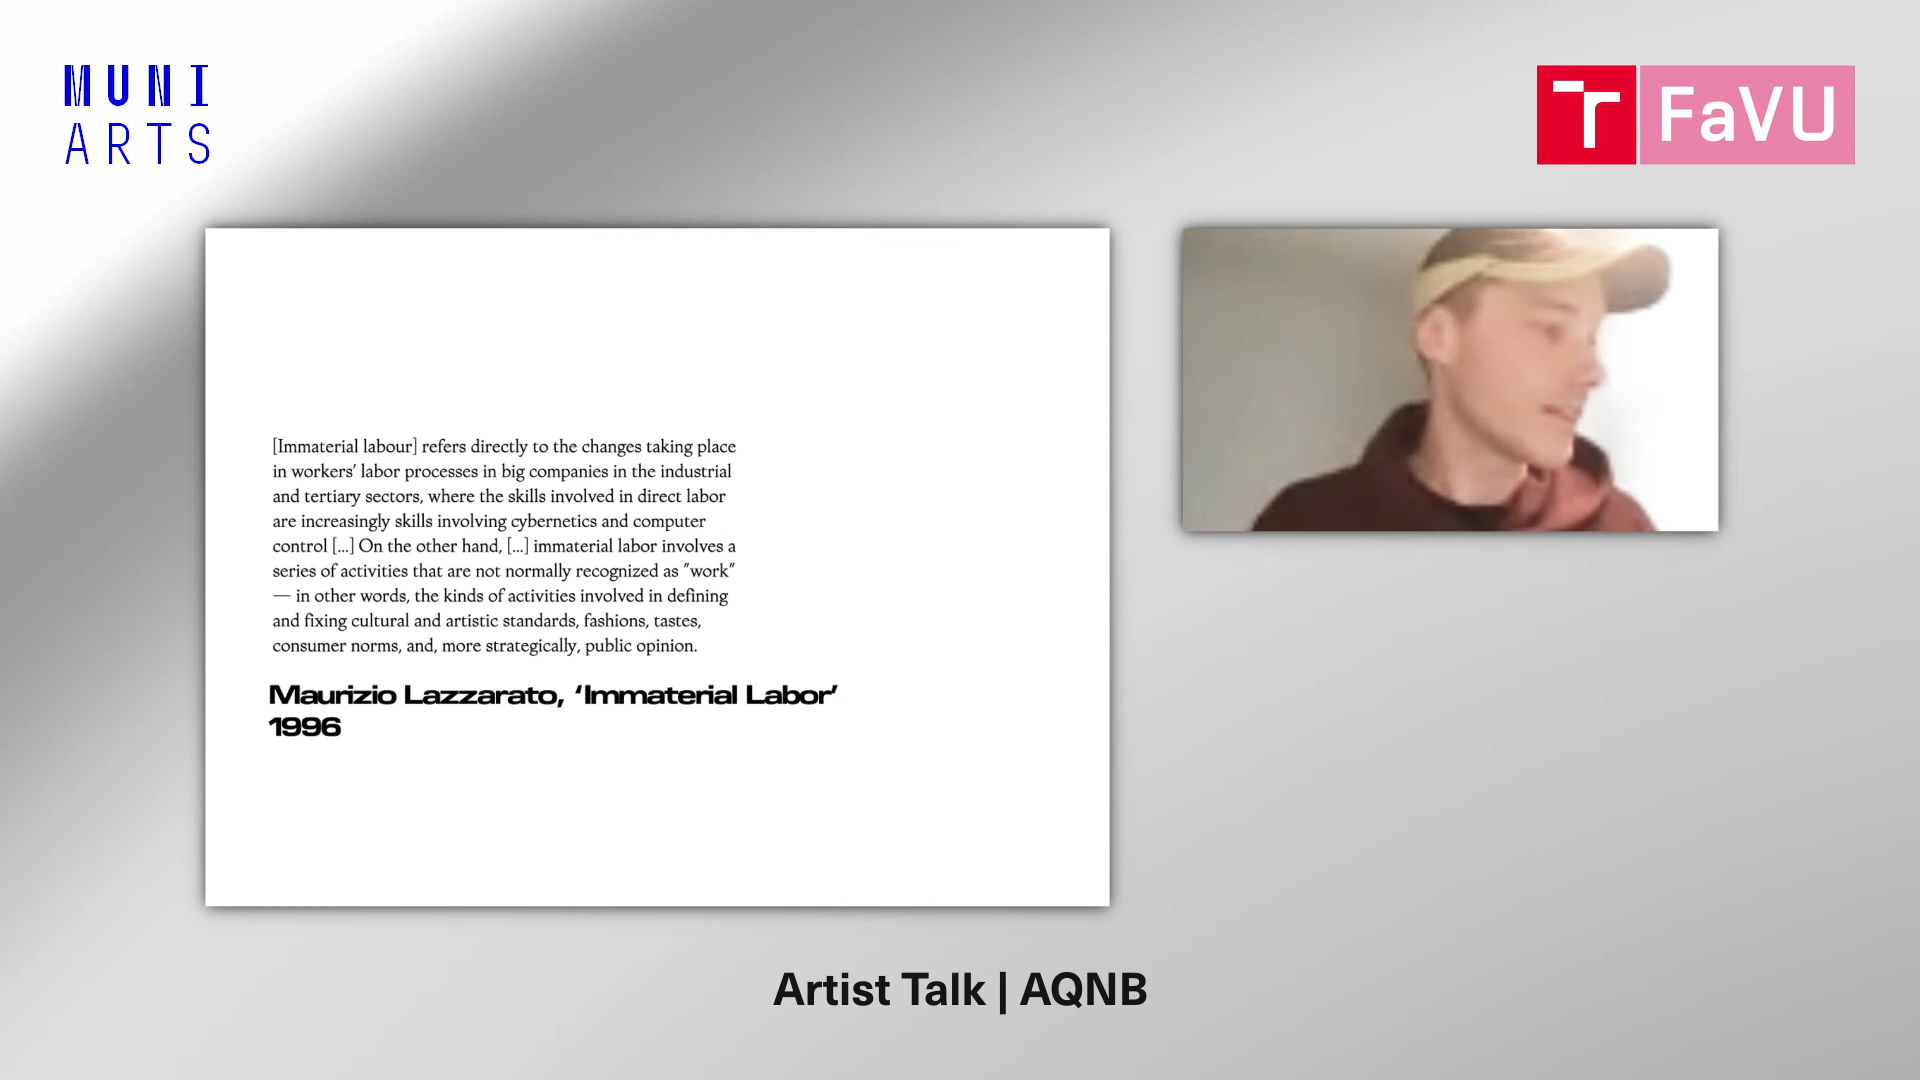 MUNI
ARTS
FaVU
[Immaterial labour] refers directly to the changes taking place
in workers’ labor processes in big companies in the industrial
and tertiary sectors, where the skills involved in direct labor
are increasingly skills involving cybernetics and computer
control [...] On the other hand, [...] immaterial labor involves a
series of activities that are not normally recognized as "work"
— in other words, the kinds of activities involved in defining
and fixing cultural and artistic standards, fashions, tastes,
consumer norms, and, more strategically, public opinion.
Maurizio Lazzarato, ‘Immaterial Labor’
1996
Artist Talk | AQNB